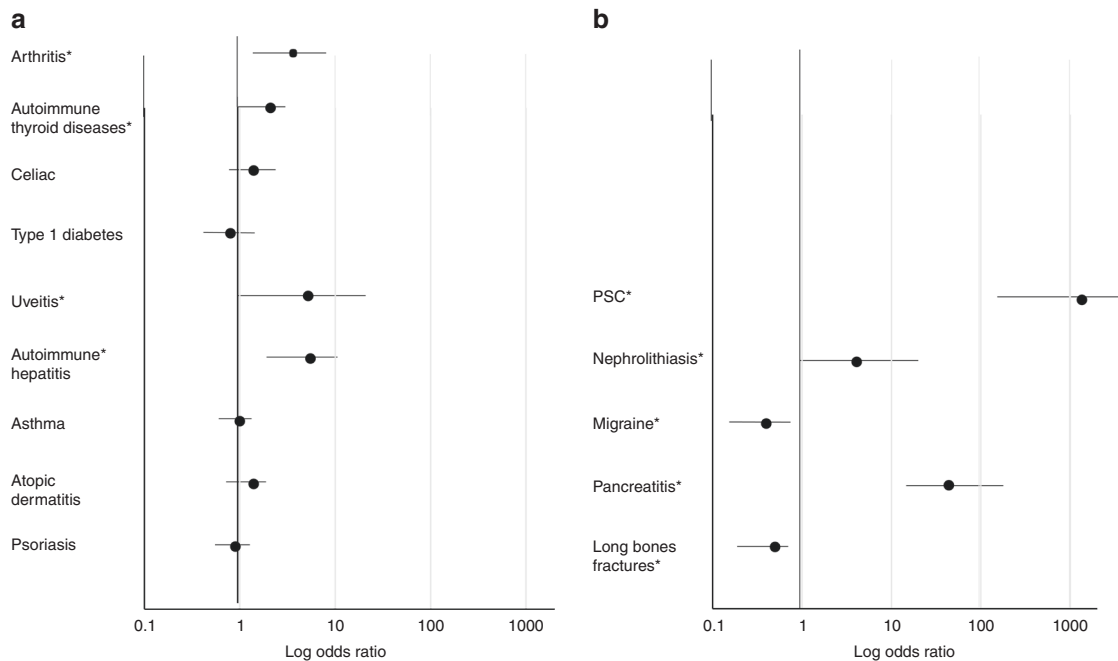 a
Arthritis*
Autoimmune
thyroid diseases*
Celiac
Type 1 diabetes
Uveitis*
Autoimmune*
hepatitis
Asthma
Atopic
dermatitis
Psoriasis
0.1 1 10 100 1000
Log odds ratio
b
PSC*
Nephrolithiasis*
Migraine*
Pancreatitis*
Long bones
fractures*
0.1 1 10 100 1000
Log odds ratio